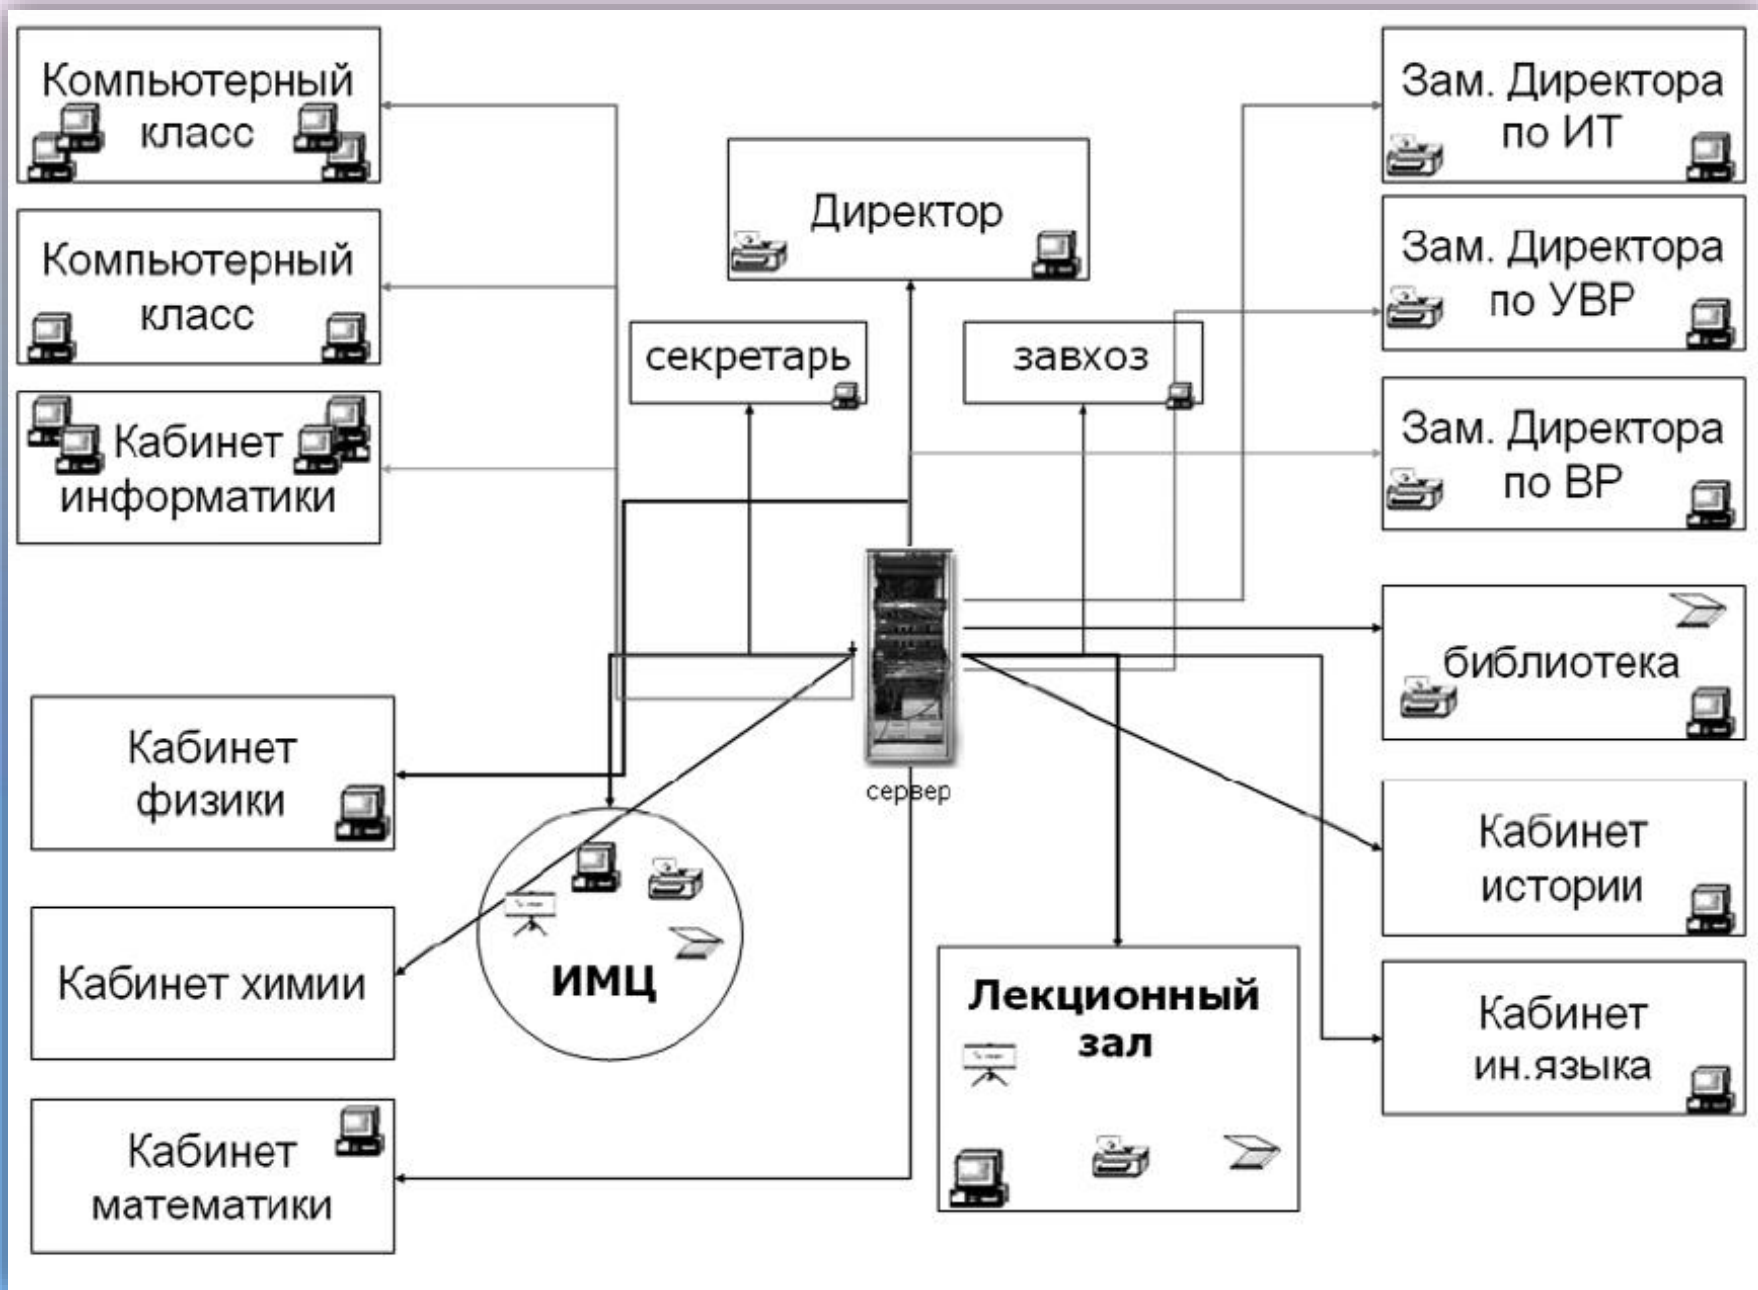 Компьютерный
класс
Компьютерный
класс
Кабинет
информатики
Директор
секретарь
завхоз
Зам. Директора
по ИТ
Зам. Директора
по УВР
Зам. Директора
по ВР
сервер
библиотека
Кабинет
физики
Кабинет химии
Кабинет
математики
ИМЦ
Лекционный
зал
Кабинет
истории
Кабинет
ин.языка